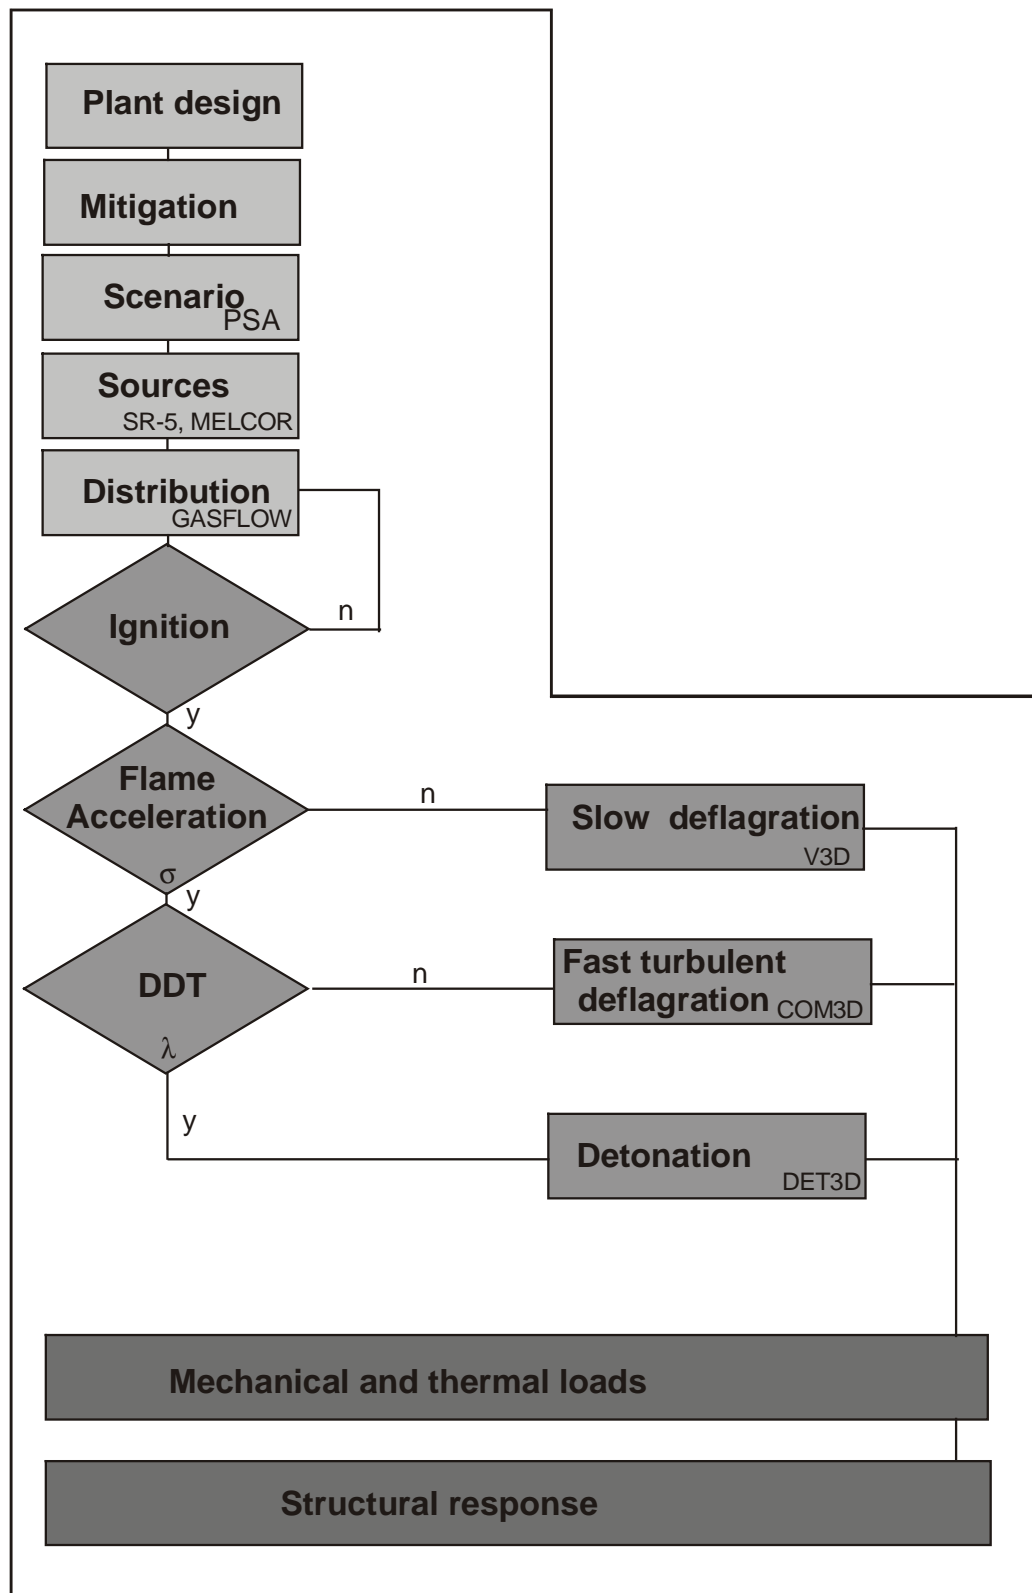 Plant design
Mitigation
Scenario
PSA
Sources
SR-5, MELCOR
Distribution
GASFLOW
Ignition
n
y
Flame
Acceleration
σ
n
Slow deflagration
V3D
y
DDT
λ
n
Fast turbulent
deflagration
COM3D
y
Detonation
DET3D
Mechanical and thermal loads
Structural response